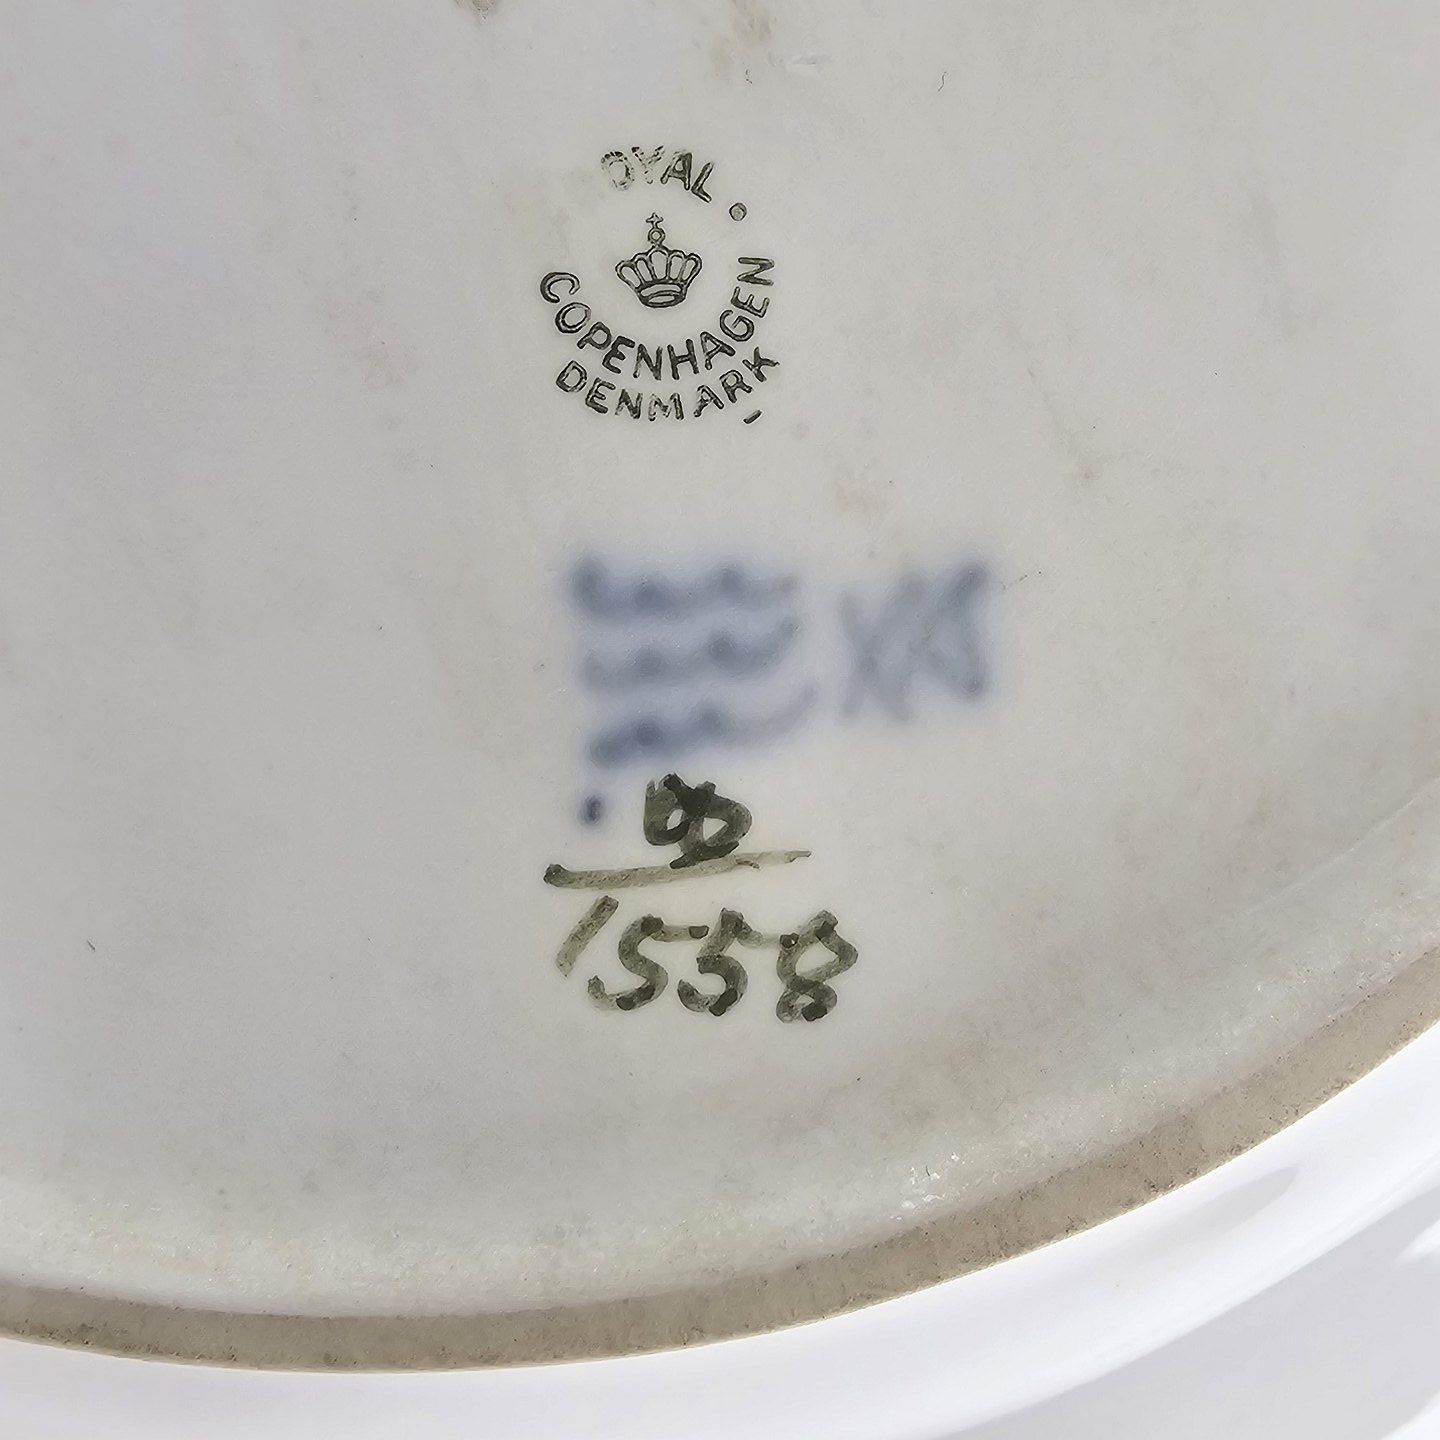 OYAL
COPENHAGEN
DENMARK
1558